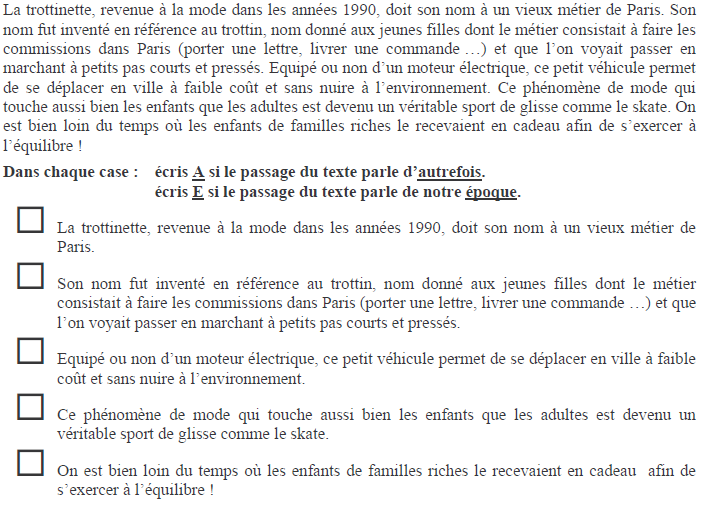 La trottinette, revenue à la mode dans les années 1990, doit son nom à un vieux métier de Paris. Son
nom fut inventé en référence au trottin, nom donné aux jeunes filles dont le métier consistait à faire les
commissions dans Paris (porter une lettre, livrer une commande …) et que l’on voyait passer en
marchant à petits pas courts et pressés. Equipé ou non d’un moteur électrique, ce petit véhicule permet
de se déplacer en ville à faible coût et sans nuire à l’environnement. Ce phénomène de mode qui
touche aussi bien les enfants que les adultes est devenu un véritable sport de glisse comme le skate. On
est bien loin du temps où les enfants de familles riches le recevaient en cadeau afin de s’exercer à
l’équilibre !
Dans chaque case : écris A si le passage du texte parle d’autrefois.
écris E si le passage du texte parle de notre époque.
La trottinette, revenue à la mode dans les années 1990, doit son nom à un vieux métier de
Paris.
Son nom fut inventé en référence au trottin, nom donné aux jeunes filles dont le métier
consistait à faire les commissions dans Paris (porter une lettre, livrer une commande …) et que
l’on voyait passer en marchant à petits pas courts et pressés.
Equipé ou non d’un moteur électrique, ce petit véhicule permet de se déplacer en ville à faible
coût et sans nuire à l’environnement.
Ce phénomène de mode qui touche aussi bien les enfants que les adultes est devenu un
véritable sport de glisse comme le skate.
On est bien loin du temps où les enfants de familles riches le recevaient en cadeau afin de
s’exercer à l’équilibre !